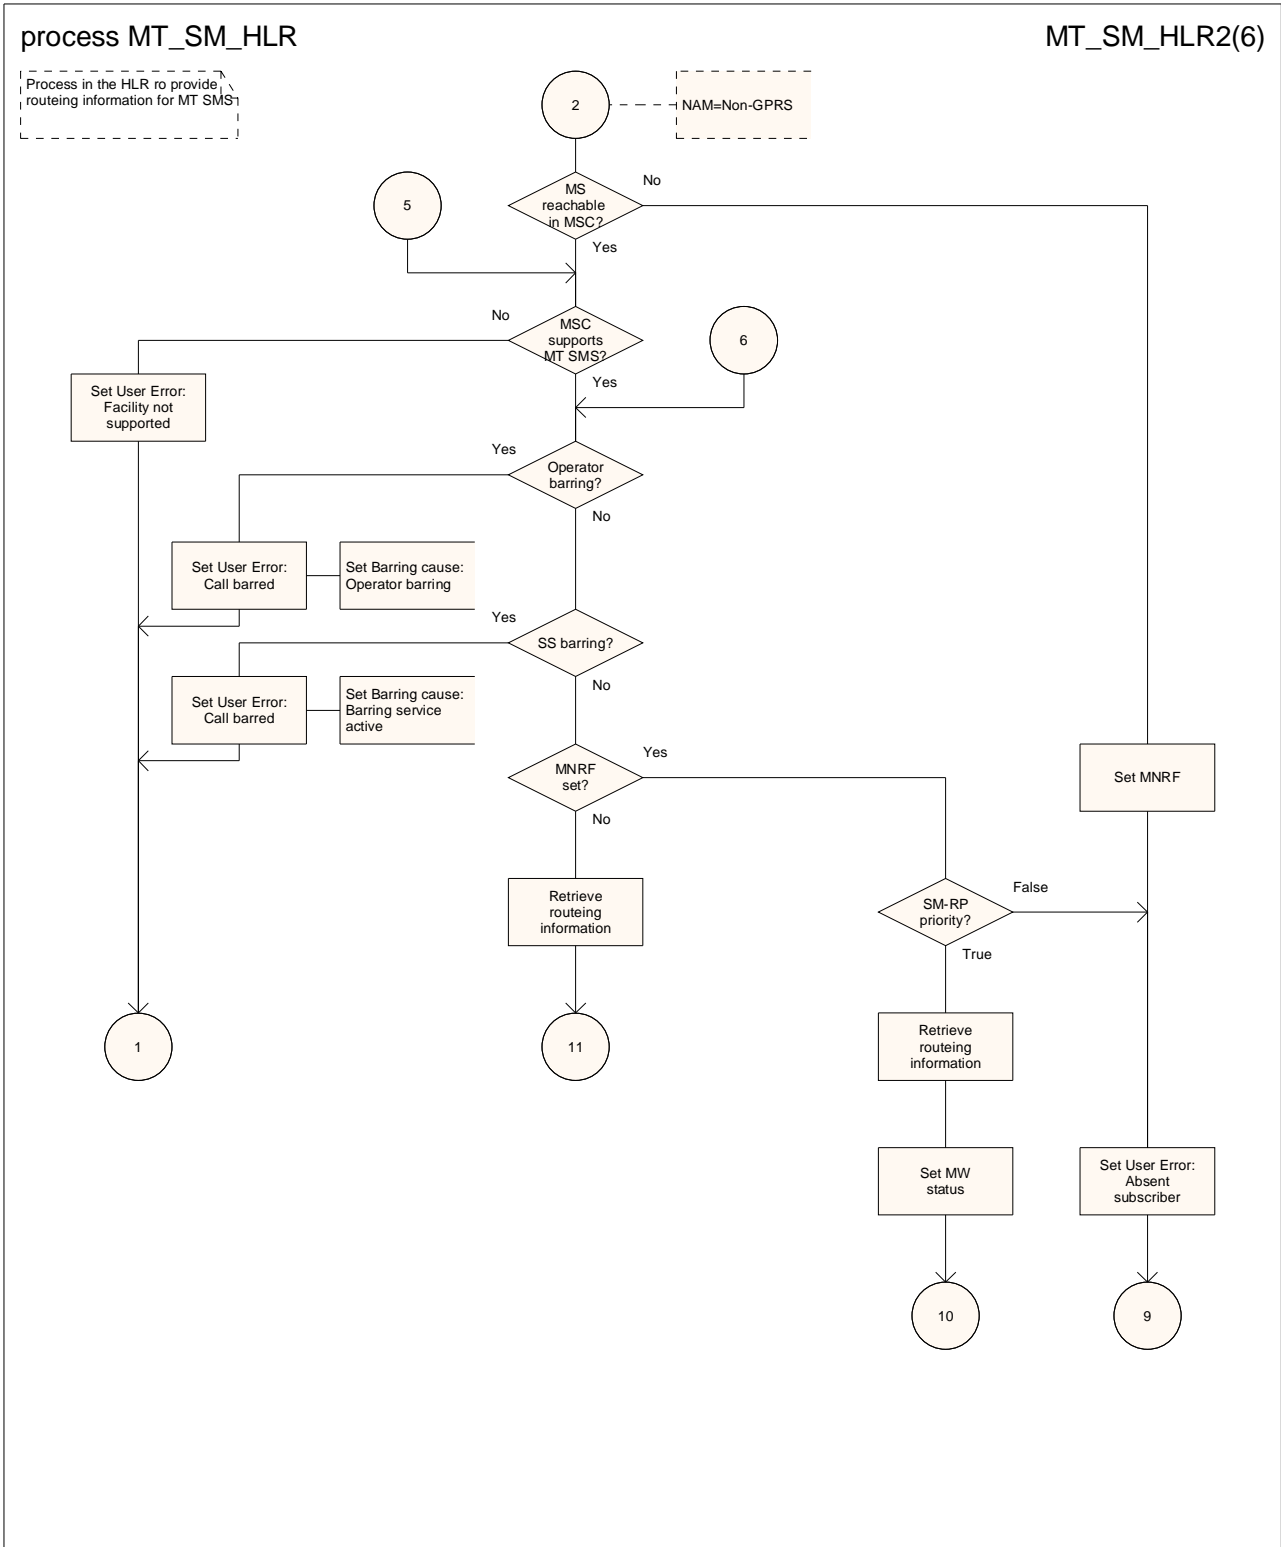 process MT_SM_HLR
MT_SM_HLR2(6)
Process in the HLR ro provide
routeing information for MT SMS
2
NAM=Non-GPRS
MS
reachable
in MSC?
No
Yes
5
MSC
supports
MT SMS?
No
Yes
6
Set User Error:
Facility not
supported
Operator
barring?
Yes
No
Set User Error:
Call barred
Set Barring cause:
Operator barring
SS barring?
Yes
No
Set User Error:
Call barred
Set Barring cause:
Barring service
active
MNRF
set?
Yes
No
Set MNRF
Retrieve
routeing
information
SM-RP
priority?
False
True
1
11
Retrieve
routeing
information
Set MW
status
Set User Error:
Absent
subscriber
10
9